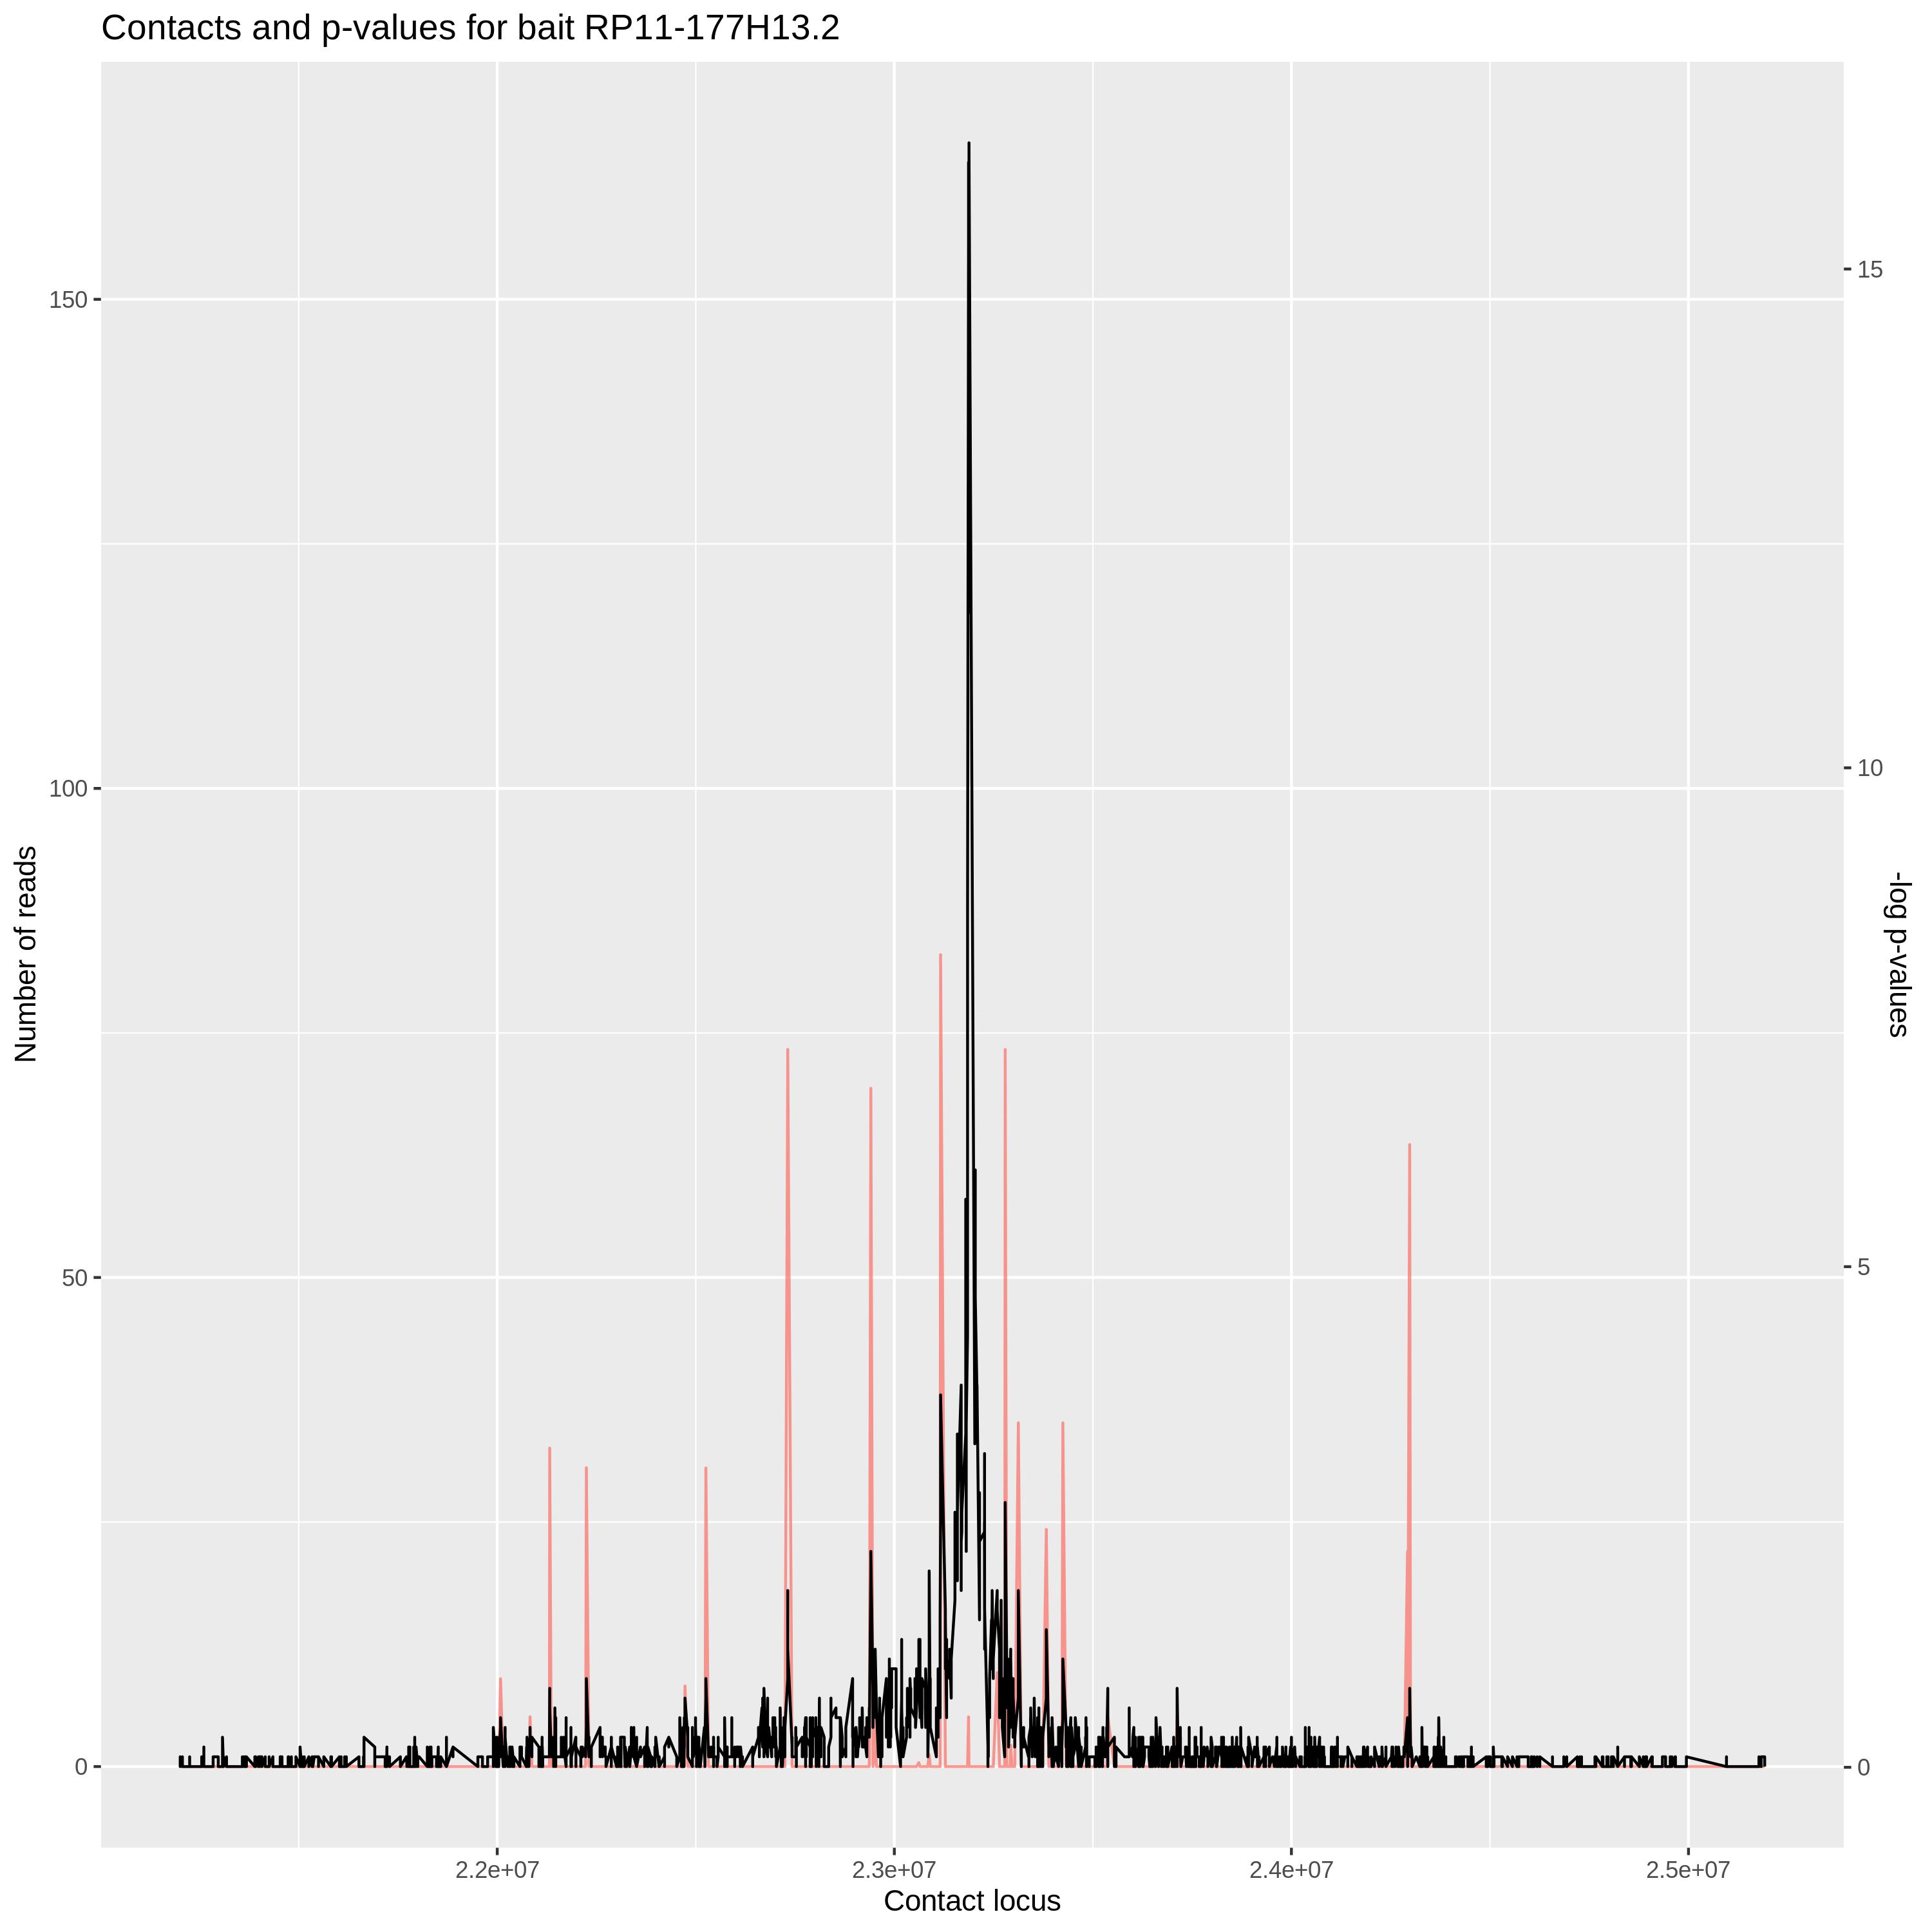 Contacts and p-values for bait RP11-177H13.2
150
100
50
0
Number of reads
15
10
5
0
-log p-values
2.2e+07
2.3e+07
2.4e+07
2.5e+07
Contact locus